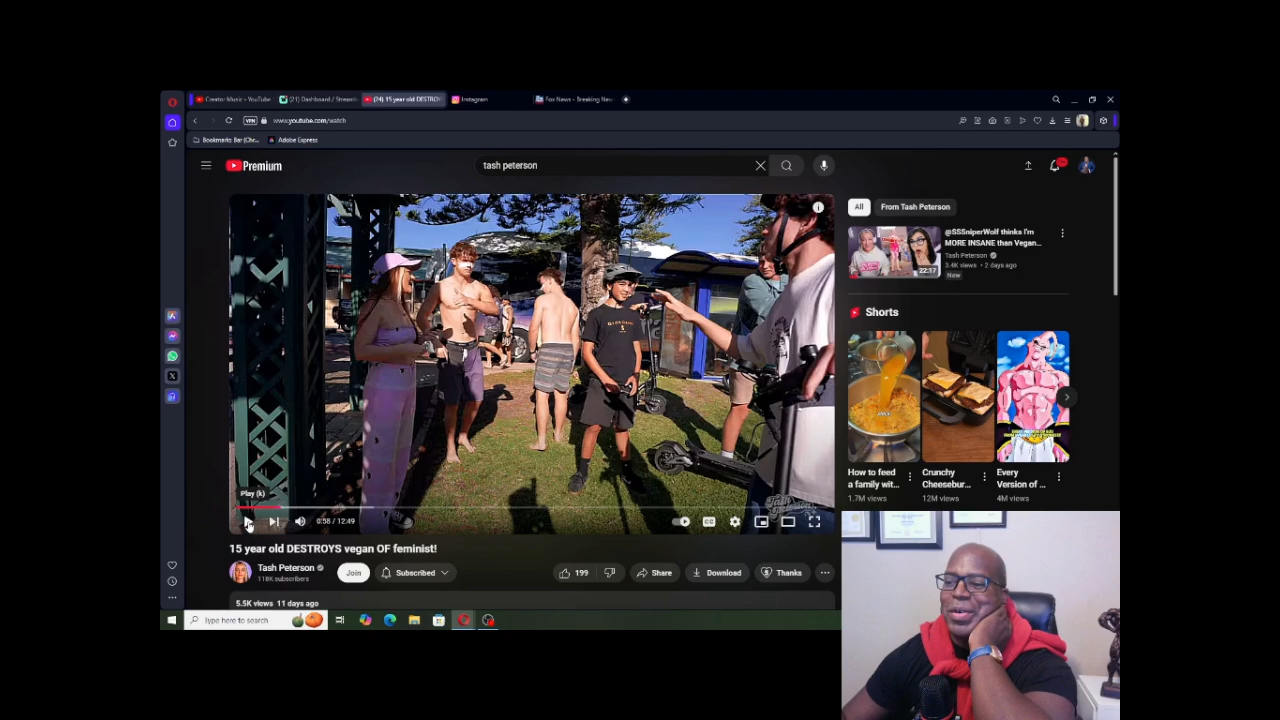 Creator Music - YouTube
(21) Dashboard / Stream
(24) 15 year old DESTROY
Instagram
Fox News - Breaking New
VPN
www.youtube.com/watch
Bookmarks Bar (Chr...
Adobe Express
Premium
tash peterson
All
From Tash Peterson
@SSSniperWolf thinks I'm
MORE INSANE than Vegan...
Tash Peterson
3.4K views • 2 days ago
22:17
New
Shorts
How to feed
a family wit...
1.7M views
Crunchy
Cheesebur...
12M views
Every
Version of ...
4M views
Play (k)
0:58 / 12:49
CC
15 year old DESTROYS vegan OF feminist!
Tash Peterson
118K subscribers
Join
Subscribed
199
Share
Download
Thanks
5.5K views 11 days ago
Type here to search